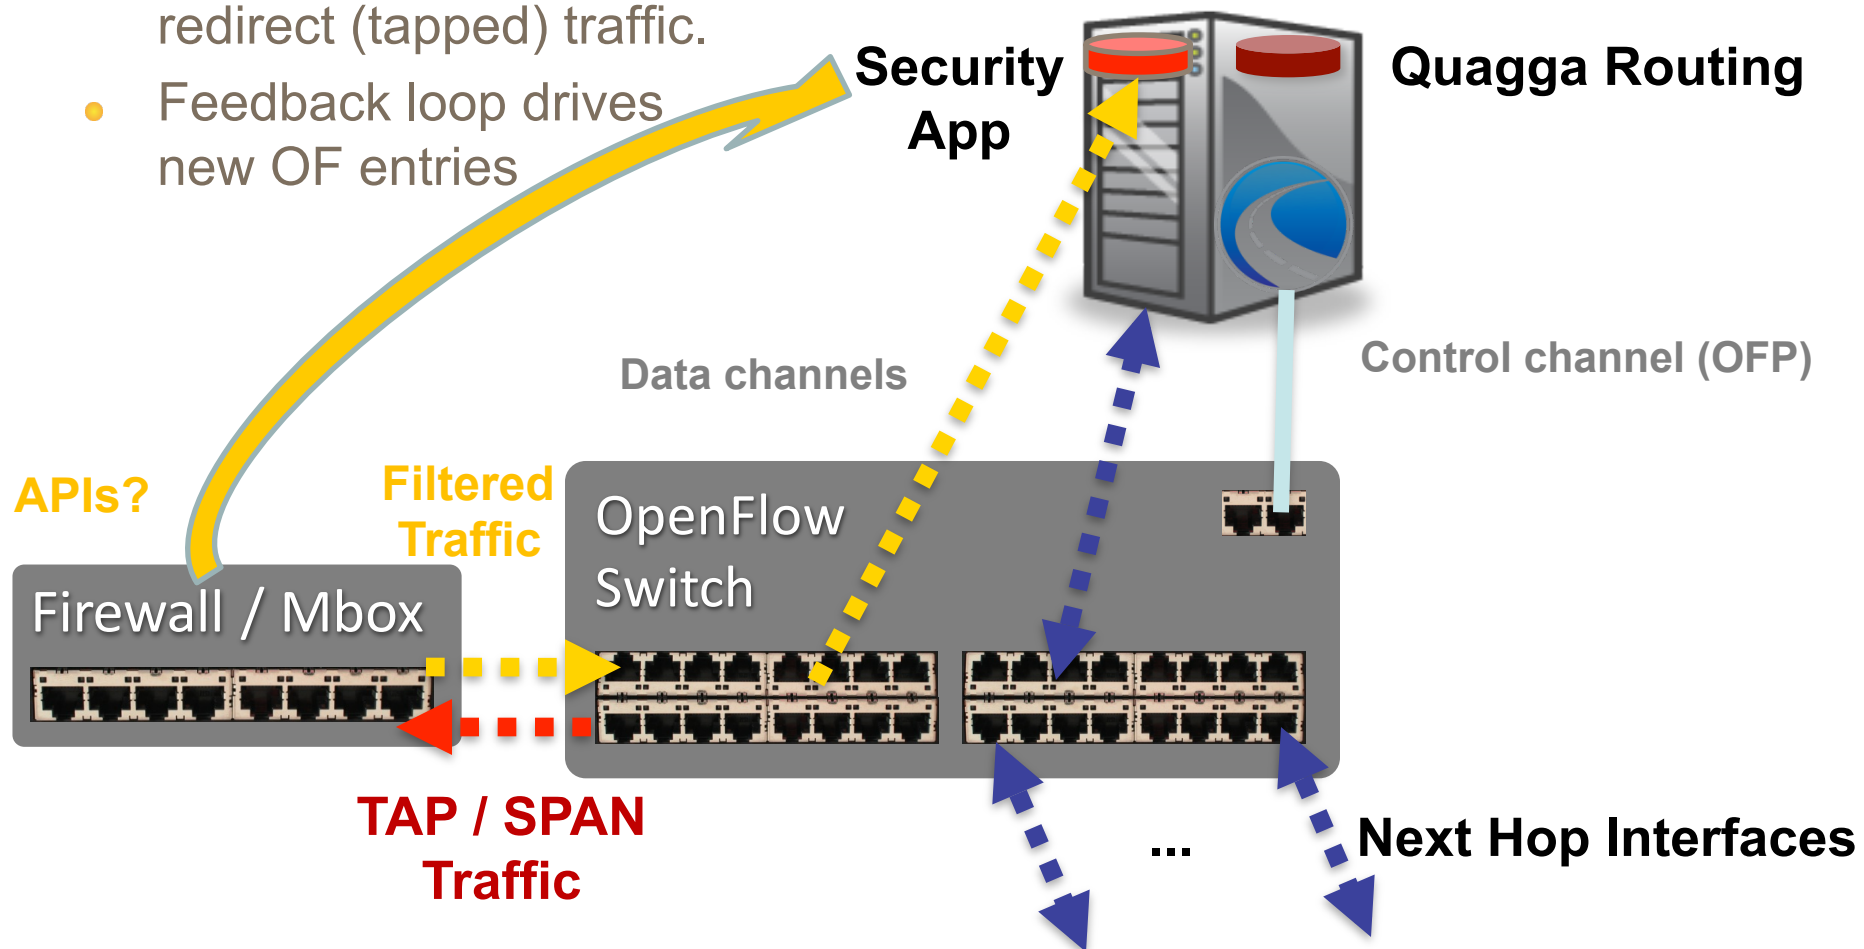 redirect (tapped) traffic.
Feedback loop drives
new OF entries
Security
App
Quagga Routing
Data channels
Control channel (OFP)
APIs?
Filtered
Traffic
OpenFlow
Switch
Firewall / Mbox
TAP / SPAN
Traffic
...
Next Hop Interfaces